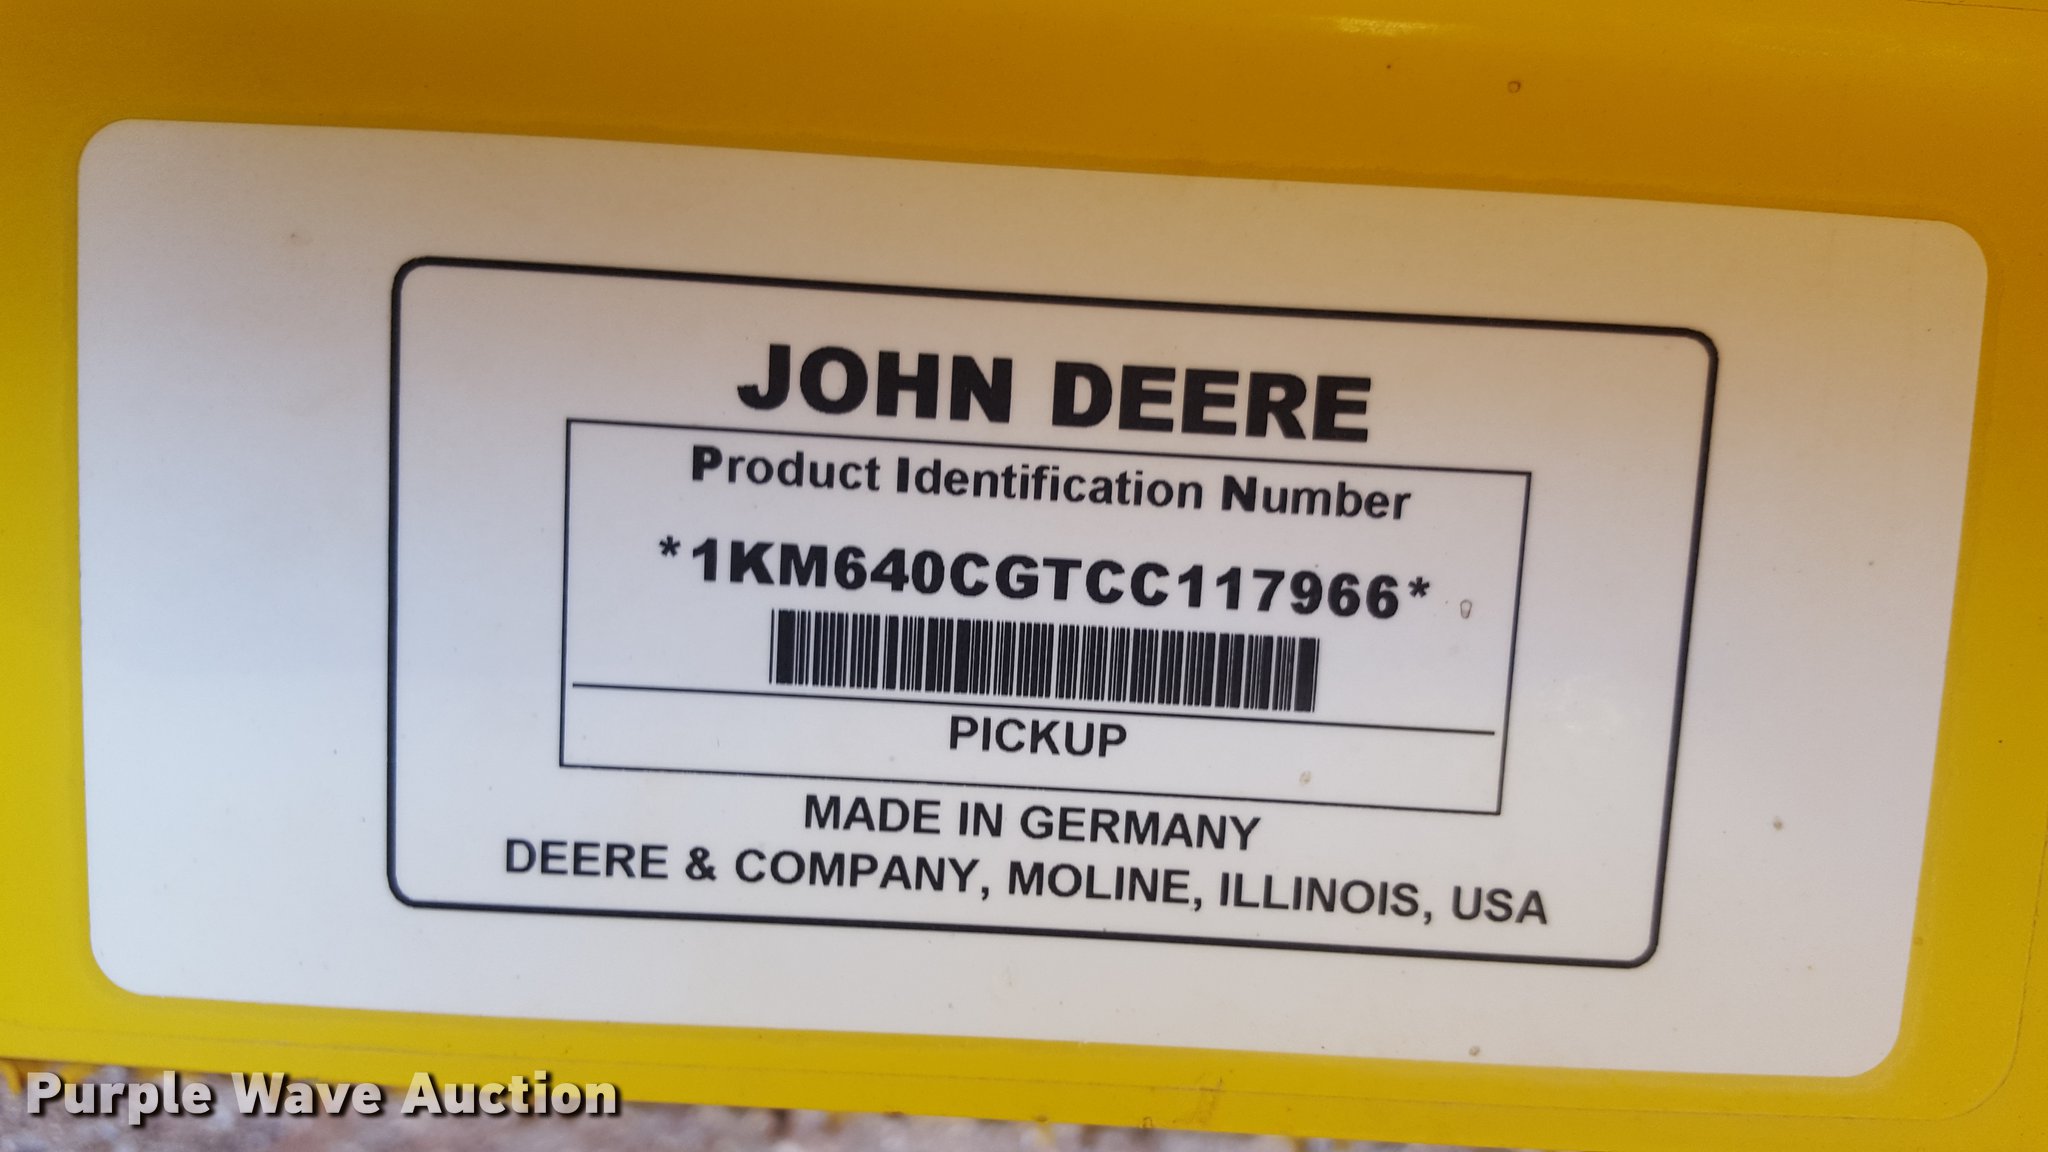 JOHN DEERE
Product Identification Number
*1KM640CGTCC117966*
PICKUP
MADE IN GERMANY
DEERE & COMPANY, MOLINE, ILLINOIS, USA
Purple Wave Auction